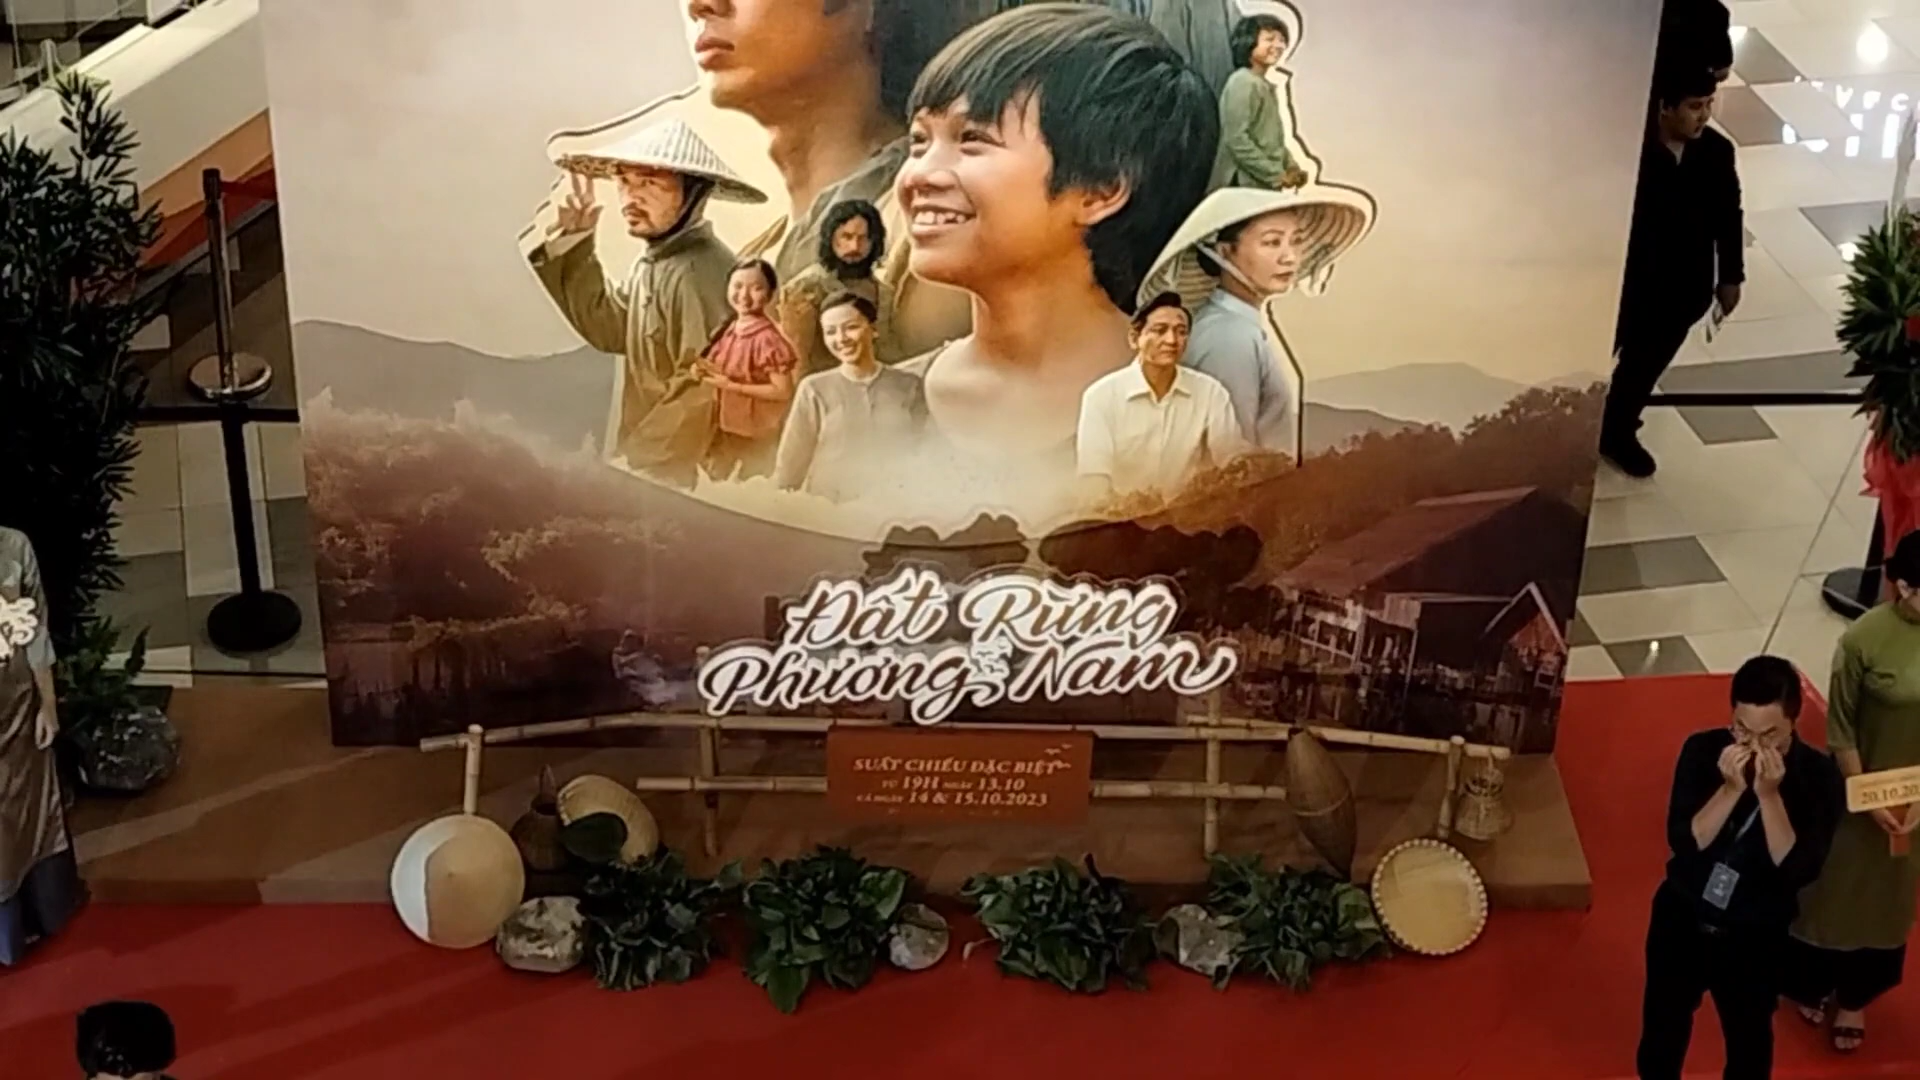 Đất Rừng
Phương Nam
SUẤT CHIẾU ĐẶC BIỆT
TỪ 19H NGÀY 13.10
CẢ NGÀY 14 & 15.10.2023